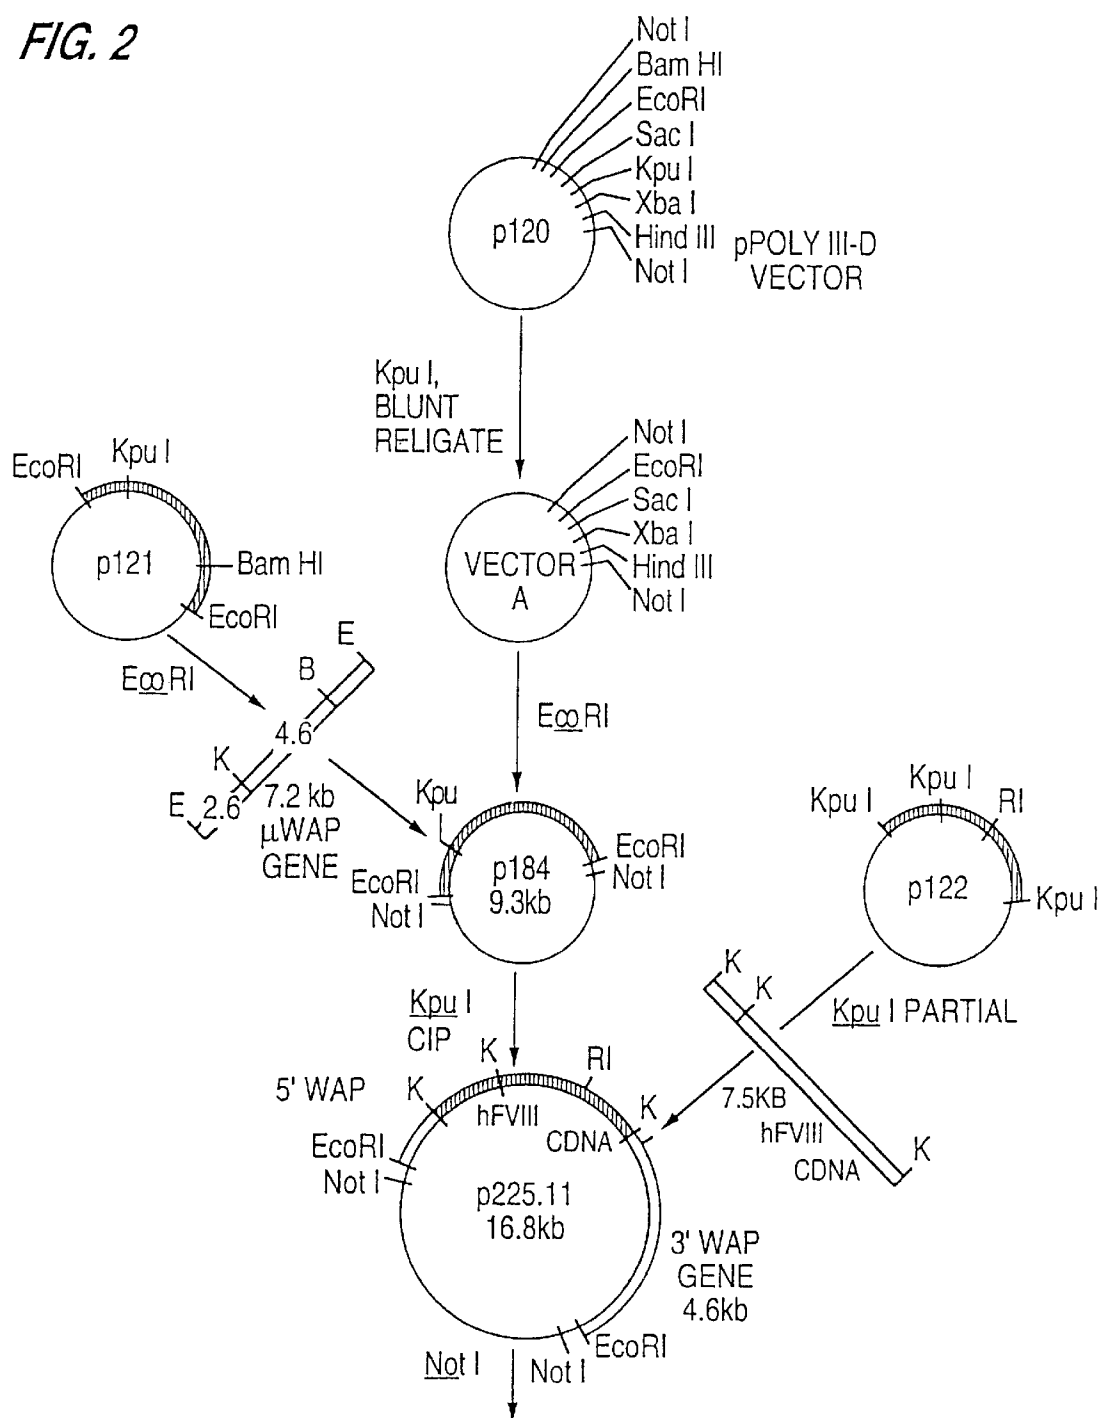 FIG. 2
Not I
Bam HI
EcoRI
Sac I
Kpu I
Xba I
Hind III
Not I
p120
pPOLY III-D
VECTOR
Kpu I,
BLUNT
RELIGATE
Not I
EcoRI
Sac I
Xba I
Hind III
Not I
VECTOR
A
EcoRI
Kpu I
p121
Bam HI
EcoRI
EcoRI
E
B
4.6
K
E
2.6
7.2 kb
μWAP
GENE
EcoRI
Kpu
p184
9.3kb
EcoRI
Not I
EcoRI
Not I
Kpu I
Kpu I
RI
p122
Kpu I
K
K
Kpu I PARTIAL
7.5KB
hFVIII
CDNA
K
Kpu I
CIP
5' WAP
K
K
RI
hFVIII
CDNA
K
EcoRI
Not I
p225.11
16.8kb
3' WAP
GENE
4.6kb
EcoRI
Not I
Not I